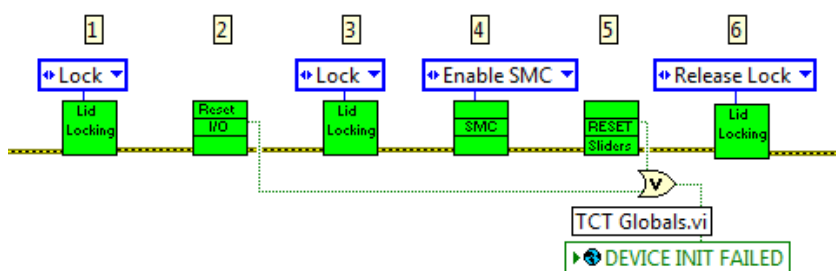 1 2 3 4 5 6
Lock Lock Enable SMC Release Lock
Lid Locking
Reset I/O
Lid Locking
SMC
RESET Sliders
Lid Locking
V
TCT Globals.vi
DEVICE INIT FAILED